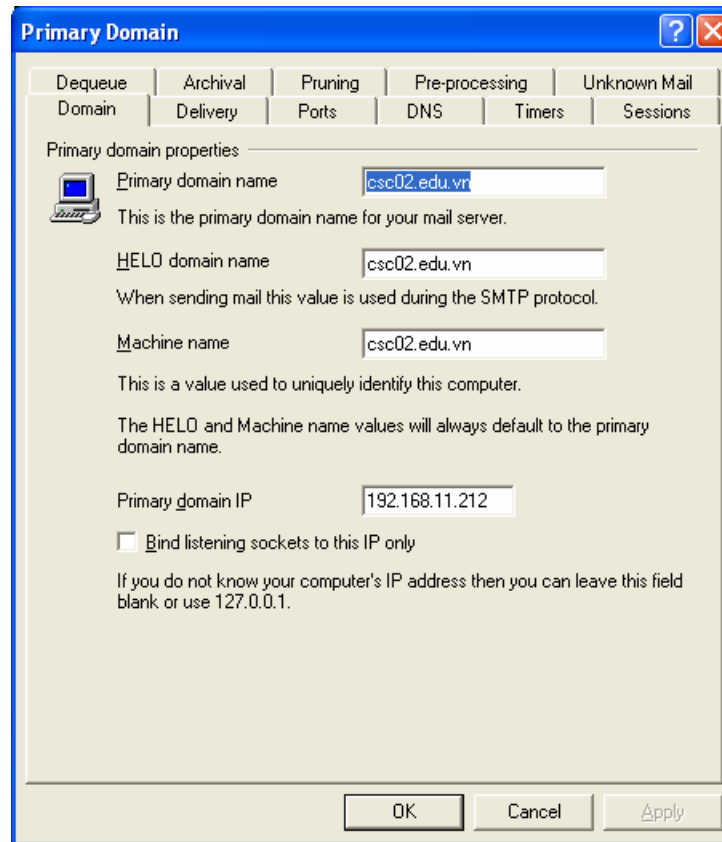 Primary Domain
Dequeue Archival Pruning Pre-processing Unknown Mail
Domain Delivery Ports DNS Timers Sessions
Primary domain properties
Primary domain name csc02.edu.vn
This is the primary domain name for your mail server.
HELO domain name csc02.edu.vn
When sending mail this value is used during the SMTP protocol.
Machine name csc02.edu.vn
This is a value used to uniquely identify this computer.
The HELO and Machine name values will always default to the primary
domain name.
Primary domain IP 192.168.11.212
Bind listening sockets to this IP only
If you do not know your computer's IP address then you can leave this field
blank or use 127.0.0.1.
OK Cancel Apply